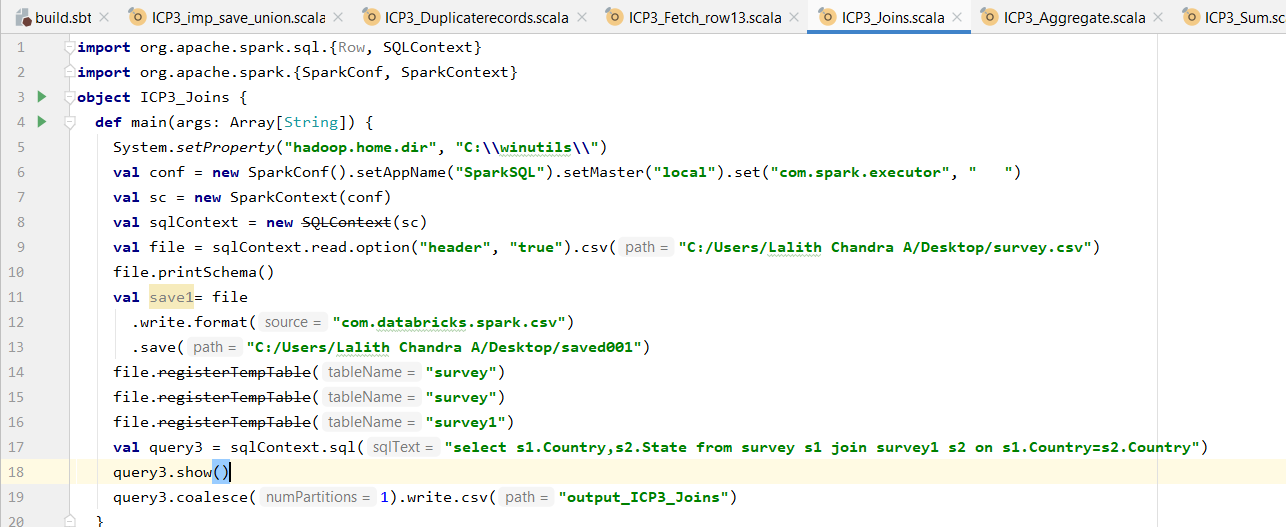 build.sbt ICP3_imp_save_union.scala ICP3_Duplicaterecords.scala ICP3_Fetch_row13.scala ICP3_Joins.scala ICP3_Aggregate.scala ICP3_Sum.sc
1 import org.apache.spark.sql.{Row, SQLContext}
2 import org.apache.spark.{SparkConf, SparkContext}
3 object ICP3_Joins {
4 def main(args: Array[String]) {
5 System.setProperty("hadoop.home.dir", "C:\\winutils\\")
6 val conf = new SparkConf().setAppName("SparkSQL").setMaster("local").set("com.spark.executor", "   ")
7 val sc = new SparkContext(conf)
8 val sqlContext = new SQLContext(sc)
9 val file = sqlContext.read.option("header", "true").csv( path = "C:/Users/Lalith Chandra A/Desktop/survey.csv")
10 file.printSchema()
11 val save1= file
12 .write.format( source = "com.databricks.spark.csv")
13 .save( path = "C:/Users/Lalith Chandra A/Desktop/saved001")
14 file.registerTempTable( tableName = "survey")
15 file.registerTempTable( tableName = "survey")
16 file.registerTempTable( tableName = "survey1")
17 val query3 = sqlContext.sql( sqlText = "select s1.Country,s2.State from survey s1 join survey1 s2 on s1.Country=s2.Country")
18 query3.show()
19 query3.coalesce( numPartitions = 1).write.csv( path = "output_ICP3_Joins")
20 }